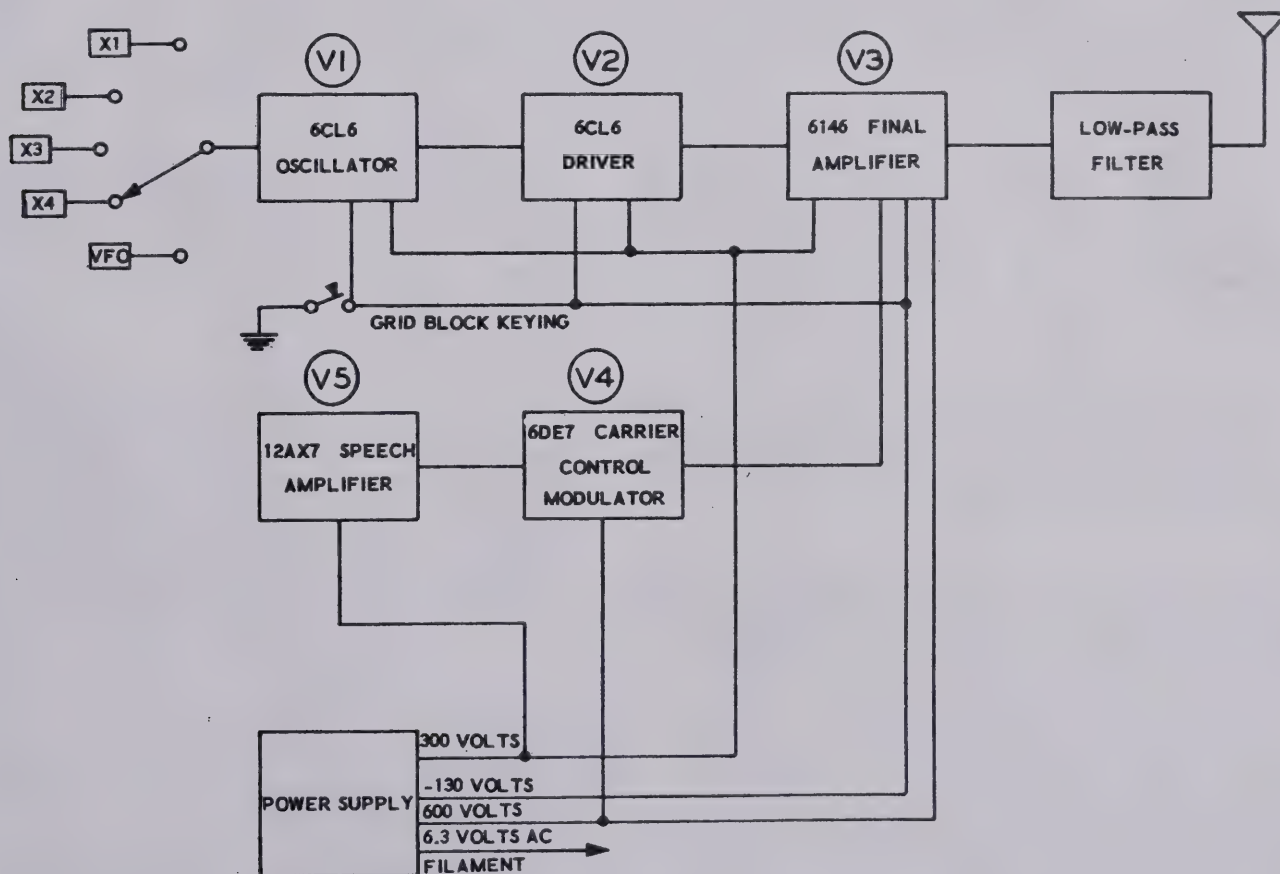 X1
X2
X3
X4
VFO
V1
6CL6
OSCILLATOR
V2
6CL6
DRIVER
V3
6146 FINAL
AMPLIFIER
LOW-PASS
FILTER
GRID BLOCK KEYING
V5
12AX7 SPEECH
AMPLIFIER
V4
6DE7 CARRIER
CONTROL
MODULATOR
POWER SUPPLY
300 VOLTS
-130 VOLTS
600 VOLTS
6.3 VOLTS AC
FILAMENT